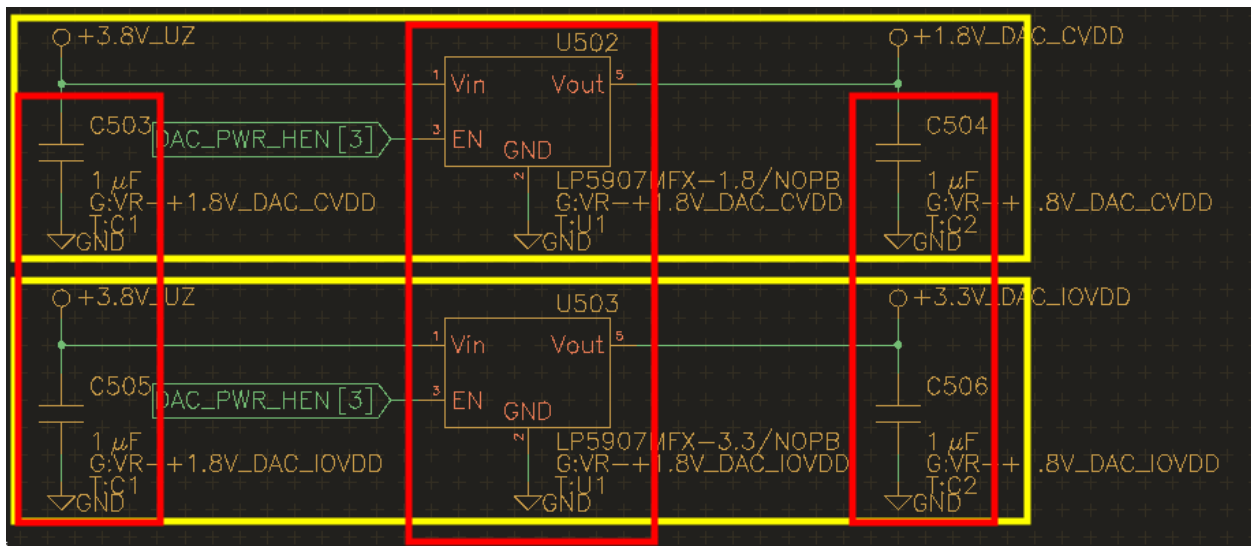 +3.8V_UZ
U502
+1.8V_DAC_CVDD
1
Vin
Vout
5
C503
DAC_PWR_HEN[3]
3
EN
C504
GND
2
1 µF
G:VR-+1.8V_DAC_CVDD
T:C1
GND
LP5907MFX-1.8/NOPB
G:VR-+1.8V_DAC_CVDD
T:U1
GND
1 µF
G:VR-+1.8V_DAC_CVDD
T:C2
GND
+3.8V_UZ
U503
+3.3V_DAC_IOVDD
1
Vin
Vout
5
C505
DAC_PWR_HEN[3]
3
EN
C506
GND
2
1 µF
G:VR-+1.8V_DAC_IOVDD
T:C1
GND
LP5907MFX-3.3/NOPB
G:VR-+1.8V_DAC_IOVDD
T:U1
GND
1 µF
G:VR-+1.8V_DAC_IOVDD
T:C2
GND